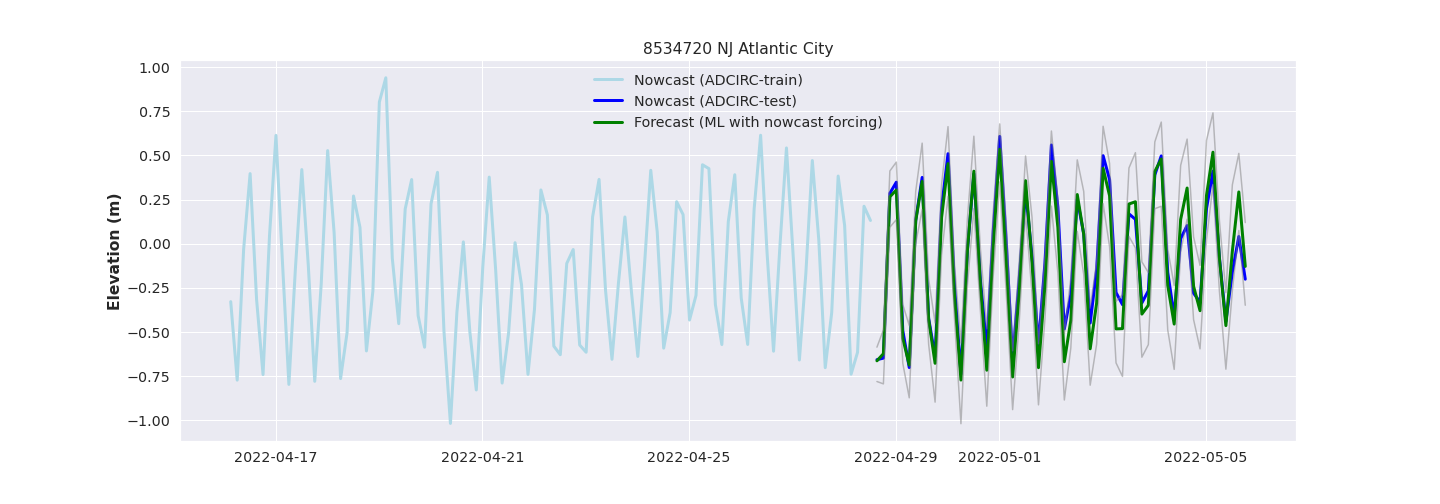 8534720 NJ Atlantic City
Nowcast (ADCIRC-train)
Nowcast (ADCIRC-test)
Forecast (ML with nowcast forcing)
Elevation (m)
1.00
0.75
0.50
0.25
0.00
−0.25
−0.50
−0.75
−1.00
2022-04-17 2022-04-21 2022-04-25 2022-04-29 2022-05-01 2022-05-05